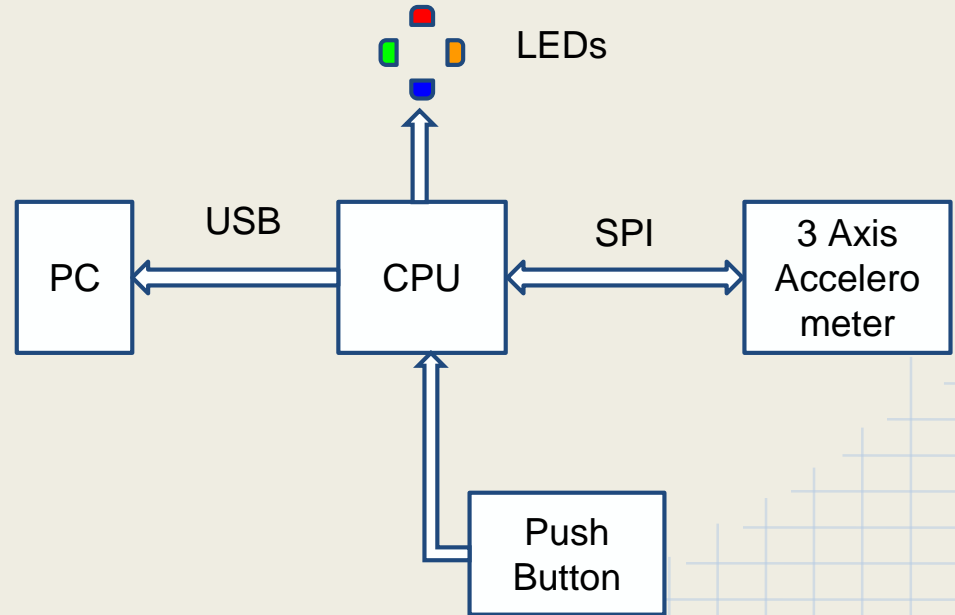 LEDs
USB
SPI
PC
CPU
3 Axis
Accelero
meter
Push
Button